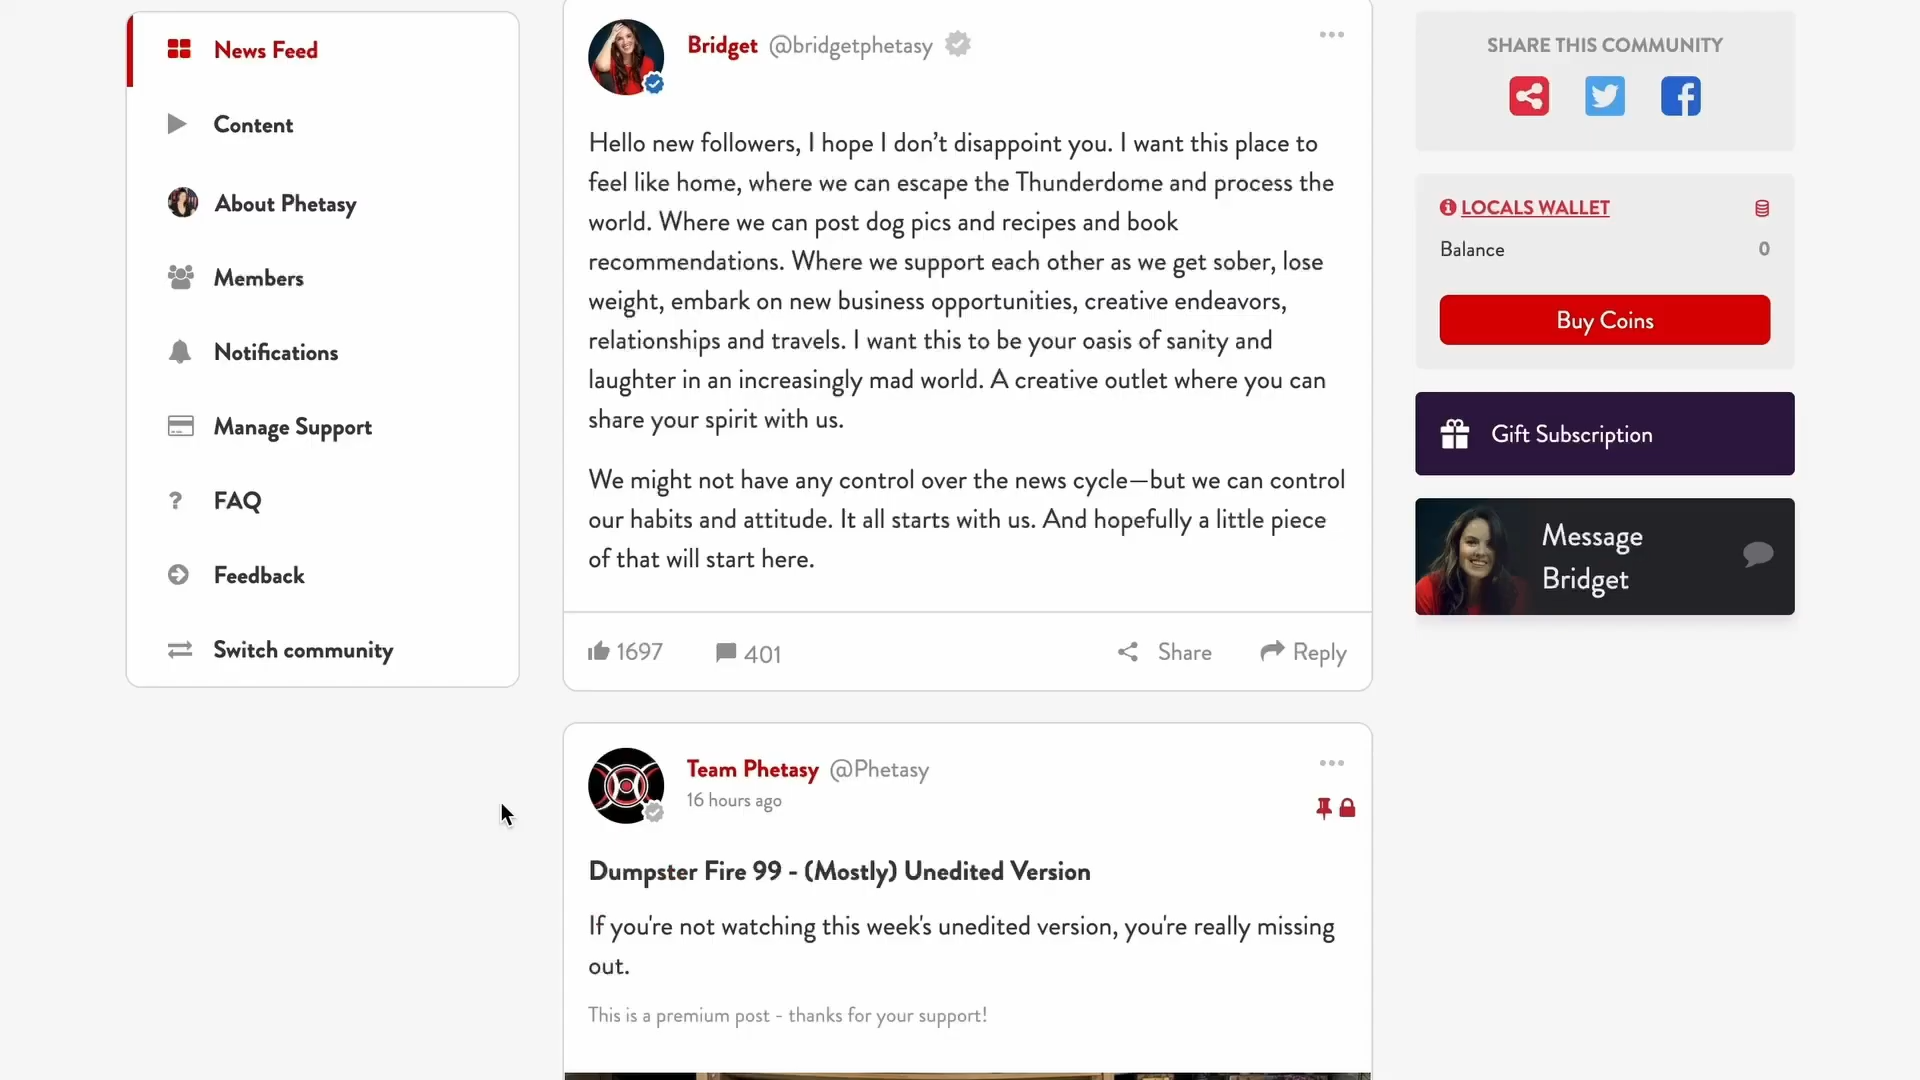 News Feed
Content
About Phetasy
Members
Notifications
Manage Support
FAQ
Feedback
Switch community
Bridget @bridgetphetasy
Hello new followers, I hope I don’t disappoint you. I want this place to
feel like home, where we can escape the Thunderdome and process the
world. Where we can post dog pics and recipes and book
recommendations. Where we support each other as we get sober, lose
weight, embark on new business opportunities, creative endeavors,
relationships and travels. I want this to be your oasis of sanity and
laughter in an increasingly mad world. A creative outlet where you can
share your spirit with us.
We might not have any control over the news cycle—but we can control
our habits and attitude. It all starts with us. And hopefully a little piece
of that will start here.
1697 401 Share Reply
Team Phetasy @Phetasy
16 hours ago
Dumpster Fire 99 - (Mostly) Unedited Version
If you're not watching this week's unedited version, you're really missing
out.
This is a premium post - thanks for your support!
SHARE THIS COMMUNITY
LOCALS WALLET
Balance 0
Buy Coins
Gift Subscription
Message
Bridget